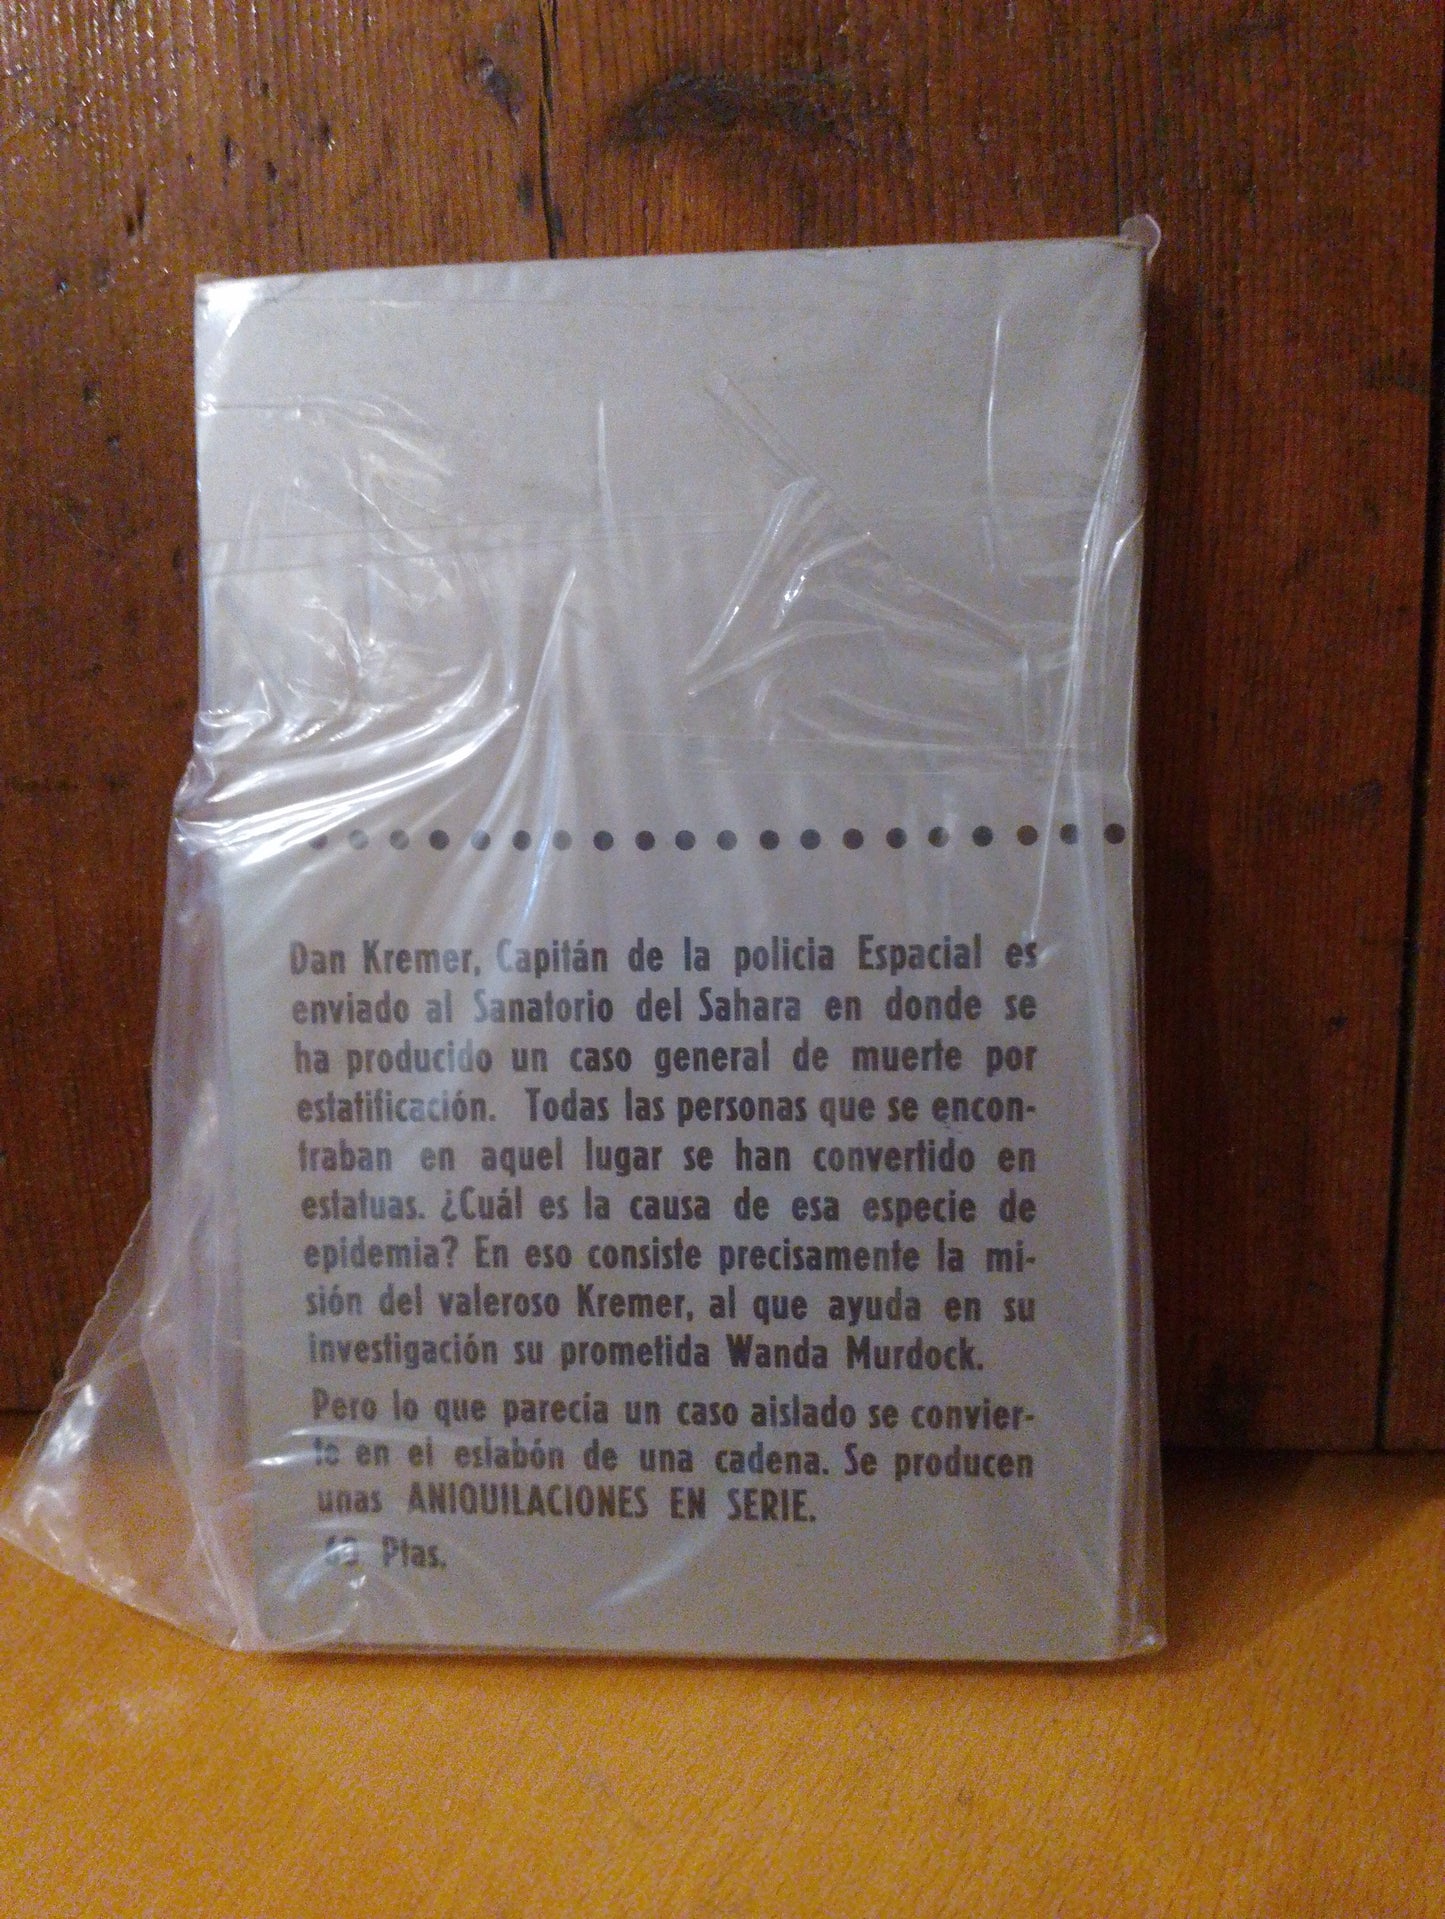 Dan Kremer, Capitán de la policia Espacial es
enviado al Sanatorio del Sahara en donde se
ha producido un caso general de muerte por
estatificación. Todas las personas que se encon-
traban en aquel lugar se han convertido en
estatuas. ¿Cuál es la causa de esa especie de
epidemia? En eso consiste precisamente la mi-
sión del valeroso Kremer, al que ayuda en su
investigación su prometida Wanda Murdock.
Pero lo que parecía un caso aislado se convier-
te en el eslabón de una cadena. Se producen
unas ANIQUILACIONES EN SERIE.
Ptas.